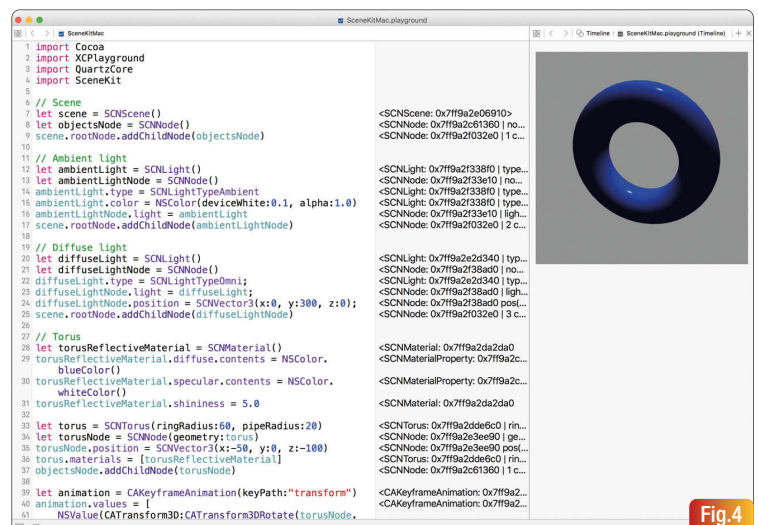 SceneKitMac.playground
SceneKitMac
Timeline
SceneKitMac.playground (Timeline)
1 import Cocoa
2 import XCPlayground
3 import QuartzCore
4 import SceneKit
5
6 // Scene
7 let scene = SCNScene()
8 let objectsNode = SCNNode()
9 scene.rootNode.addChildNode(objectsNode)
10
11 // Ambient light
12 let ambientLight = SCNLight()
13 let ambientLightNode = SCNNode()
14 ambientLight.type = SCNLightTypeAmbient
15 ambientLight.color = NSColor(deviceWhite:0.1, alpha:1.0)
16 ambientLightNode.light = ambientLight
17 scene.rootNode.addChildNode(ambientLightNode)
18
19 // Diffuse light
20 let diffuseLight = SCNLight()
21 let diffuseLightNode = SCNNode()
22 diffuseLight.type = SCNLightTypeOmni;
23 diffuseLightNode.light = diffuseLight;
24 diffuseLightNode.position = SCNVector3(x:0, y:300, z:0);
25 scene.rootNode.addChildNode(diffuseLightNode)
26
27 // Torus
28 let torusReflectiveMaterial = SCNMaterial()
29 torusReflectiveMaterial.diffuse.contents = NSColor.
blueColor()
30 torusReflectiveMaterial.specular.contents = NSColor.
whiteColor()
31 torusReflectiveMaterial.shininess = 5.0
32
33 let torus = SCNTorus(ringRadius:60, pipeRadius:20)
34 let torusNode = SCNNode(geometry:torus)
35 torusNode.position = SCNVector3(x:-50, y:0, z:-100)
36 torus.materials = [torusReflectiveMaterial]
37 objectsNode.addChildNode(torusNode)
38
39 let animation = CAKeyframeAnimation(keyPath:"transform")
40 animation.values = [
41 NSValue(CATransform3D:CATransform3DRotate(torusNode.
<SCNScene: 0x7ff9a2e06910>
<SCNNode: 0x7ff9a2c61360 | no...
<SCNNode: 0x7ff9a2f032e0 | 1 c...
<SCNLight: 0x7ff9a2f338f0 | type...
<SCNNode: 0x7ff9a2f33e10 | no...
<SCNLight: 0x7ff9a2f338f0 | type...
<SCNLight: 0x7ff9a2f338f0 | type...
<SCNNode: 0x7ff9a2f33e10 | ligh...
<SCNNode: 0x7ff9a2f032e0 | 2 c...
<SCNLight: 0x7ff9a2e2d340 | typ...
<SCNNode: 0x7ff9a2f38ad0 | no...
<SCNLight: 0x7ff9a2e2d340 | typ...
<SCNNode: 0x7ff9a2f38ad0 | ligh...
<SCNNode: 0x7ff9a2f38ad0 pos(...
<SCNNode: 0x7ff9a2f032e0 | 3 c...
<SCNMaterial: 0x7ff9a2da2da0
<SCNMaterialProperty: 0x7ff9a2c...
<SCNMaterialProperty: 0x7ff9a2c...
<SCNMaterial: 0x7ff9a2da2da0
<SCNTorus: 0x7ff9a2dde6c0 | rin...
<SCNNode: 0x7ff9a2e3ee90 | ge...
<SCNNode: 0x7ff9a2e3ee90 pos(...
<SCNTorus: 0x7ff9a2dde6c0 | rin...
<SCNNode: 0x7ff9a2c61360 | 1 c...
<CAKeyframeAnimation: 0x7ff9a2...
<CAKeyframeAnimation: 0x7ff9a2...
Fig.4